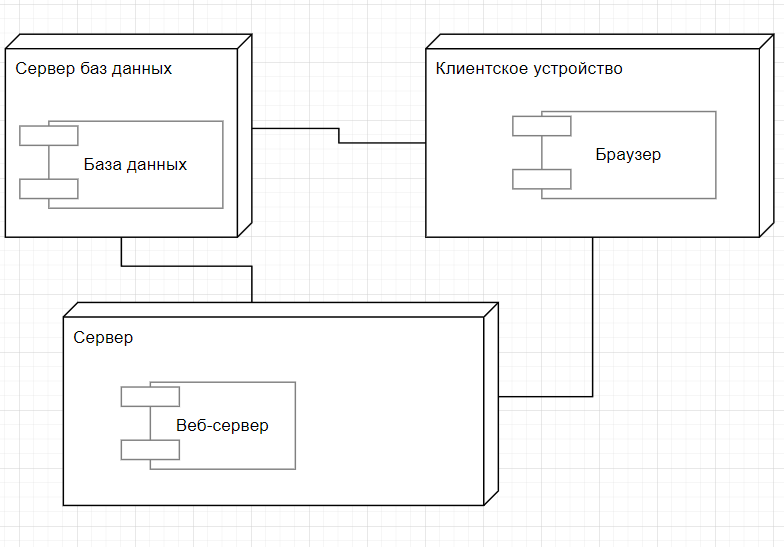 Сервер баз данных
База данных
Клиентское устройство
Браузер
Сервер
Веб-сервер